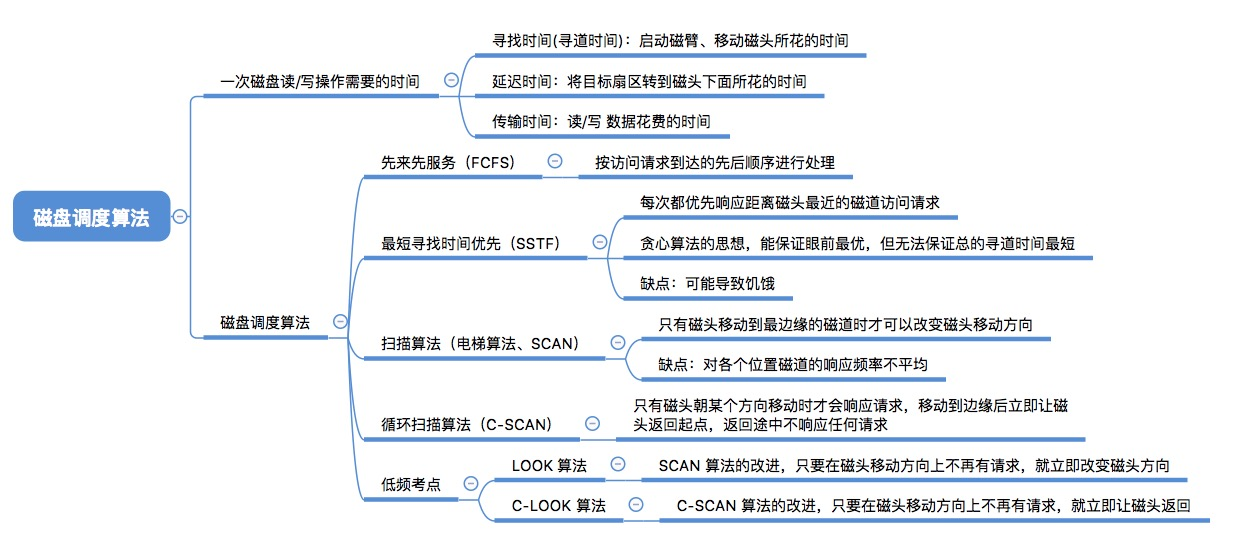 磁盘调度算法
一次磁盘读/写操作需要的时间
寻找时间(寻道时间)：启动磁臂、移动磁头所花的时间
延迟时间：将目标扇区转到磁头下面所花的时间
传输时间：读/写 数据花费的时间
磁盘调度算法
先来先服务（FCFS）
按访问请求到达的先后顺序进行处理
最短寻找时间优先（SSTF）
每次都优先响应距离磁头最近的磁道访问请求
贪心算法的思想，能保证眼前最优，但无法保证总的寻道时间最短
缺点：可能导致饥饿
扫描算法（电梯算法、SCAN）
只有磁头移动到最边缘的磁道时才可以改变磁头移动方向
缺点：对各个位置磁道的响应频率不平均
循环扫描算法（C-SCAN）
只有磁头朝某个方向移动时才会响应请求，移动到边缘后立即让磁
头返回起点，返回途中不响应任何请求
低频考点
LOOK 算法
SCAN 算法的改进，只要在磁头移动方向上不再有请求，就立即改变磁头方向
C-LOOK 算法
C-SCAN 算法的改进，只要在磁头移动方向上不再有请求，就立即让磁头返回